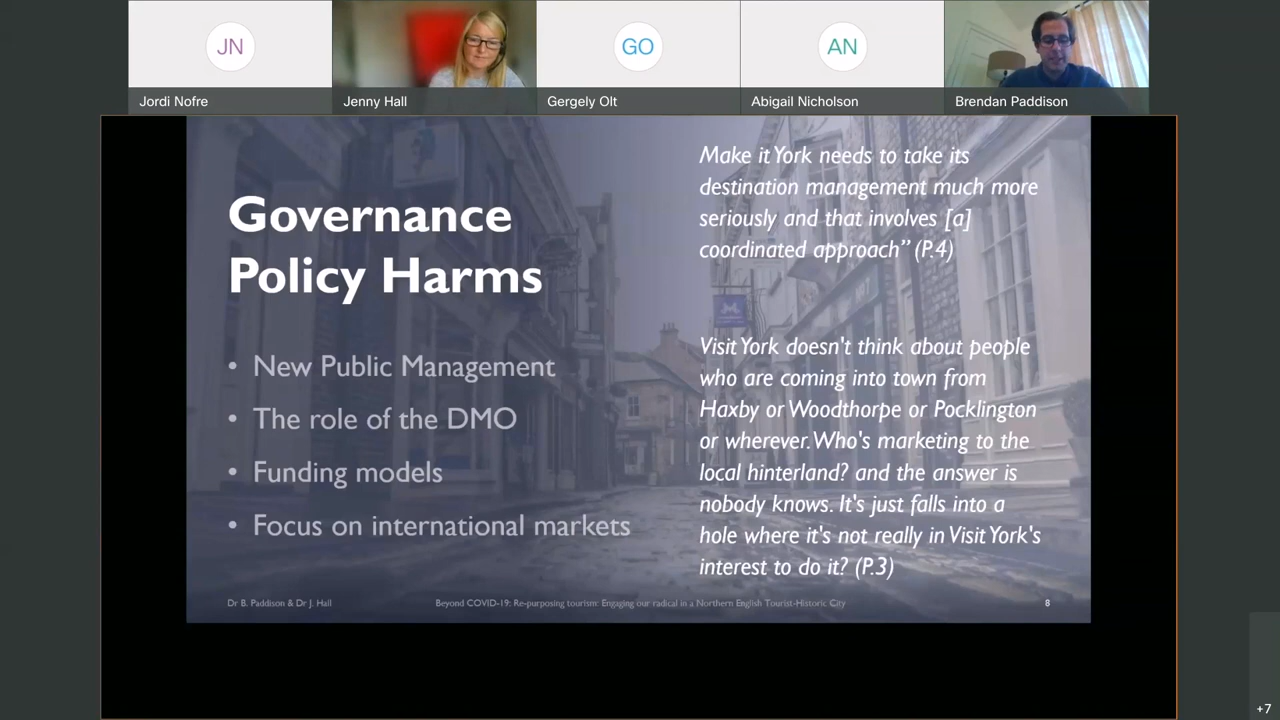 JN
GO
AN
Jordi Nofre
Jenny Hall
Gergely Olt
Abigail Nicholson
Brendan Paddison
Governance
Policy Harms
• New Public Management
• The role of the DMO
• Funding models
• Focus on international markets
Make it York needs to take its
destination management much more
seriously and that involves [a]
coordinated approach” (P.4)
Visit York doesn't think about people
who are coming into town from
Haxby or Woodthorpe or Pocklington
or wherever. Who's marketing to the
local hinterland? and the answer is
nobody knows. It's just falls into a
hole where it's not really in Visit York's
interest to do it? (P.3)
Dr B. Paddison & Dr J. Hall
Beyond COVID-19: Re-purposing tourism: Engaging our radical in a Northern English Tourist-Historic City
8
+7